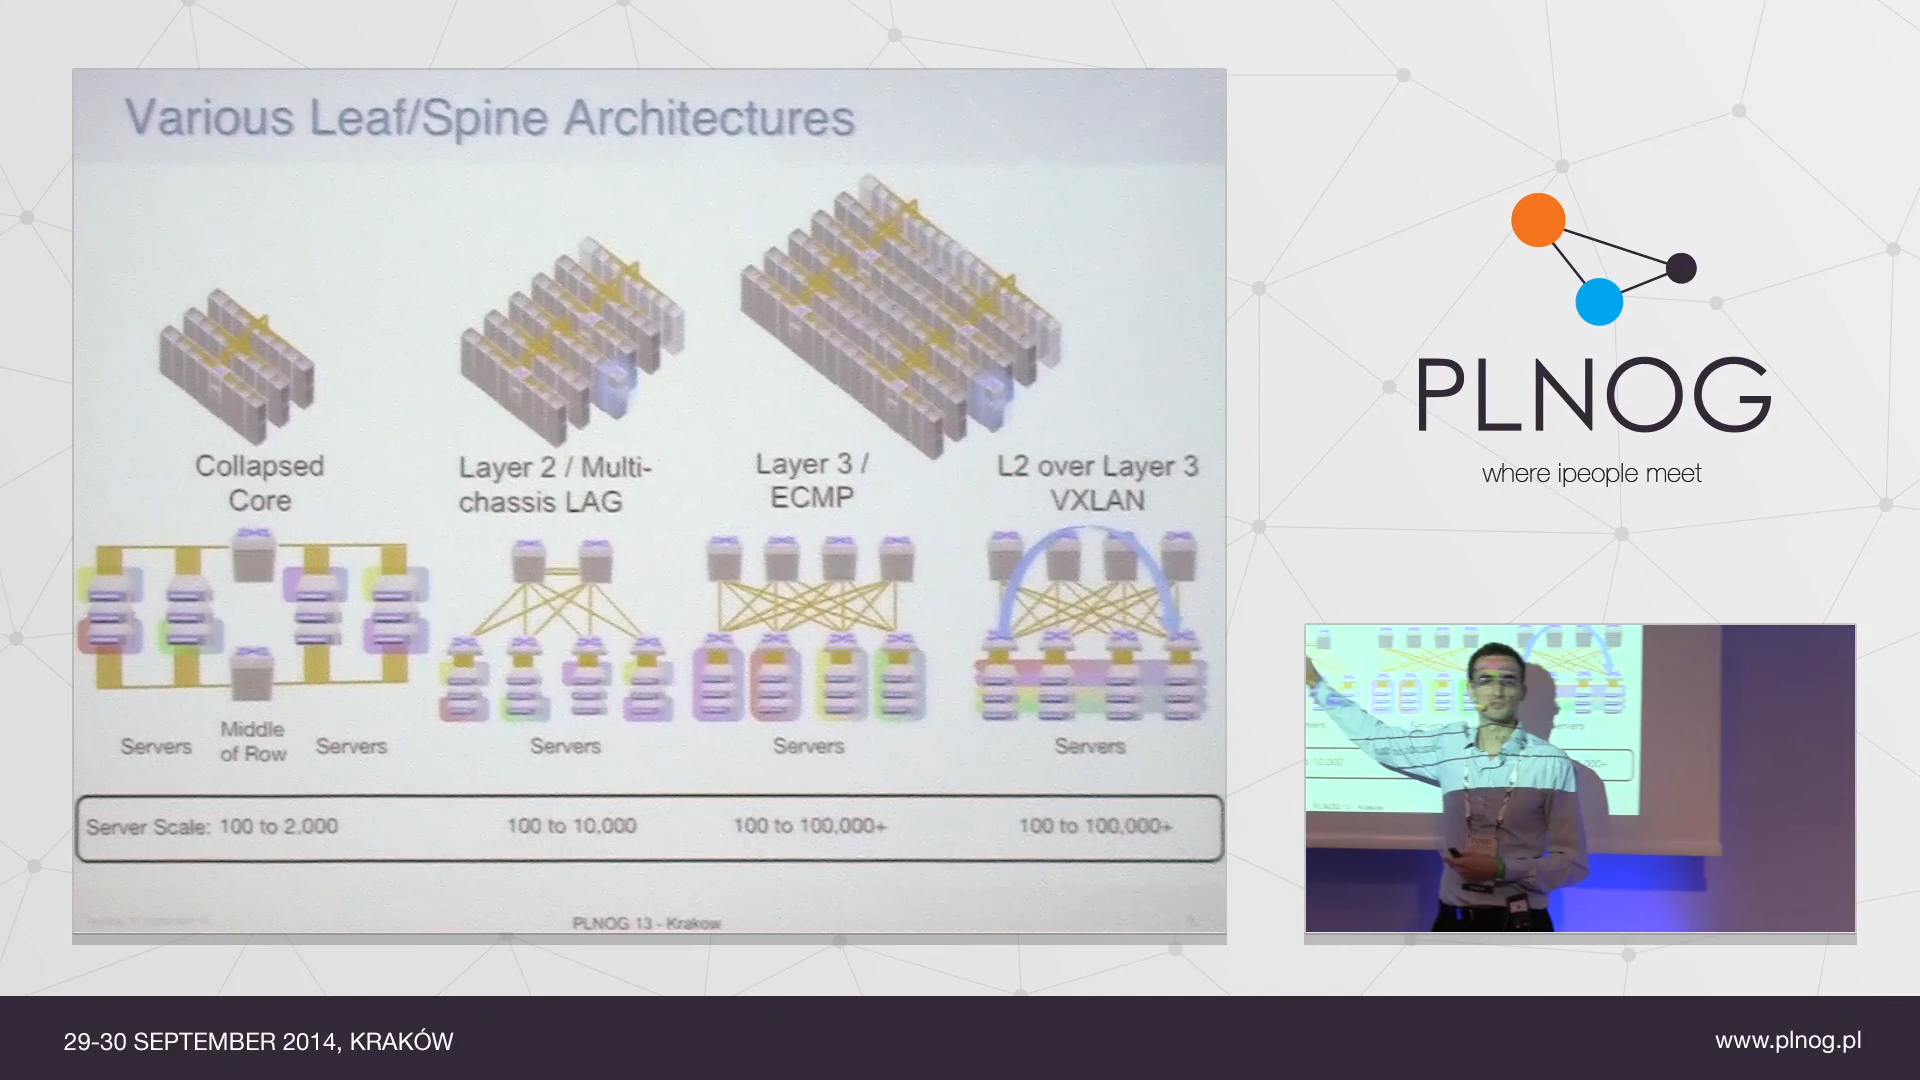 Various Leaf/Spine Architectures
Collapsed
Core
Layer 2 / Multi-
chassis LAG
Layer 3 /
ECMP
L2 over Layer 3
VXLAN
Servers
Middle
of Row
Servers
Servers
Servers
Servers
Server Scale: 100 to 2,000
100 to 10,000
100 to 100,000+
100 to 100,000+
PLNOG 13 - Krakow
PLNOG
where ipeople meet
29-30 SEPTEMBER 2014, KRAKÓW
www.plnog.pl